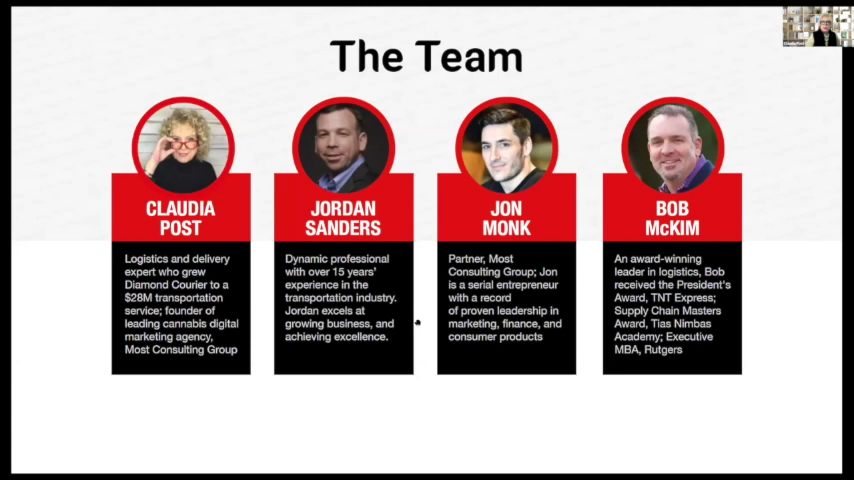 The Team
CLAUDIA
POST
Logistics and delivery
expert who grew
Diamond Courier to a
$28M transportation
service; founder of
leading cannabis digital
marketing agency,
Most Consulting Group
JORDAN
SANDERS
Dynamic professional
with over 15 years'
experience in the
transportation industry.
Jordan excels at
growing business, and
achieving excellence.
JON
MONK
Partner, Most
Consulting Group; Jon
is a serial entrepreneur
with a record
of proven leadership in
marketing, finance, and
consumer products
BOB
McKIM
An award-winning
leader in logistics, Bob
received the President's
Award, TNT Express;
Supply Chain Masters
Award, Tias Nimbas
Academy; Executive
MBA, Rutgers